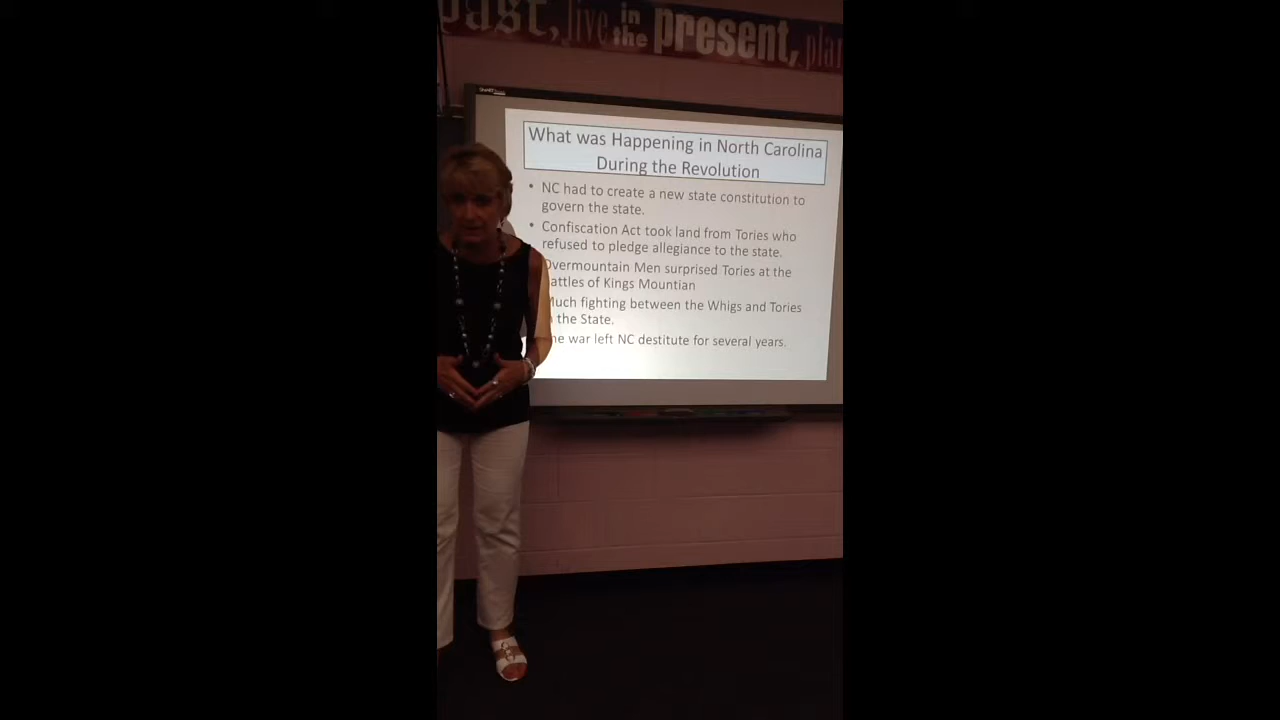 past, live in the present, plan
SMART
What was Happening in North Carolina
During the Revolution
• NC had to create a new state constitution to
govern the state.
• Confiscation Act took land from Tories who
refused to pledge allegiance to the state.
Overmountain Men surprised Tories at the
attles of Kings Mountian
Much fighting between the Whigs and Tories
n the State.
he war left NC destitute for several years.